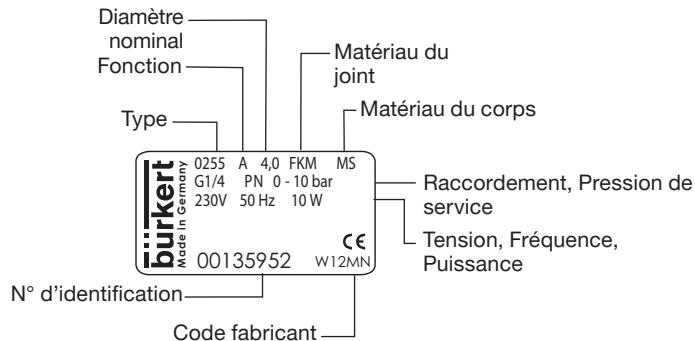 Diamètre
nominal
Fonction
Matériau du
joint
Type
Matériau du corps
bürkert
Made in Germany
0255 A 4,0 FKM MS
G1/4 PN 0 - 10 bar
230V 50 Hz 10 W
CE
00135952 W12MN
Raccordement, Pression de
service
Tension, Fréquence,
Puissance
N° d'identification
Code fabricant